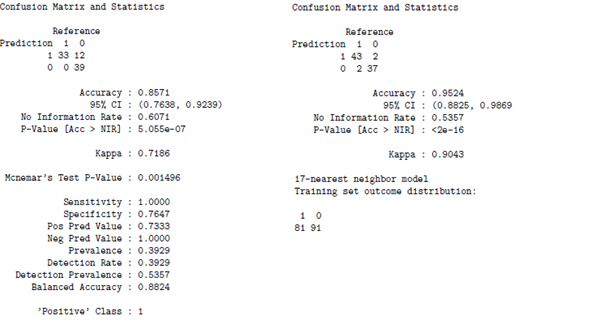 Confusion Matrix and Statistics
Reference
Prediction 1 0
1 33 12
0 0 39
Accuracy : 0.8571
95% CI : (0.7638, 0.9239)
No Information Rate : 0.6071
P-Value [Acc > NIR] : 5.055e-07
Kappa : 0.7186
Mcnemar's Test P-Value : 0.001496
Sensitivity : 1.0000
Specificity : 0.7647
Pos Pred Value : 0.7333
Neg Pred Value : 1.0000
Prevalence : 0.3929
Detection Rate : 0.3929
Detection Prevalence : 0.5357
Balanced Accuracy : 0.8824
'Positive' Class : 1
Confusion Matrix and Statistics
Reference
Prediction 1 0
1 43 2
0 2 37
Accuracy : 0.9524
95% CI : (0.8825, 0.9869
No Information Rate : 0.5357
P-Value [Acc > NIR] : <2e-16
Kappa : 0.9043
17-nearest neighbor model
Training set outcome distribution:
1 0
81 91